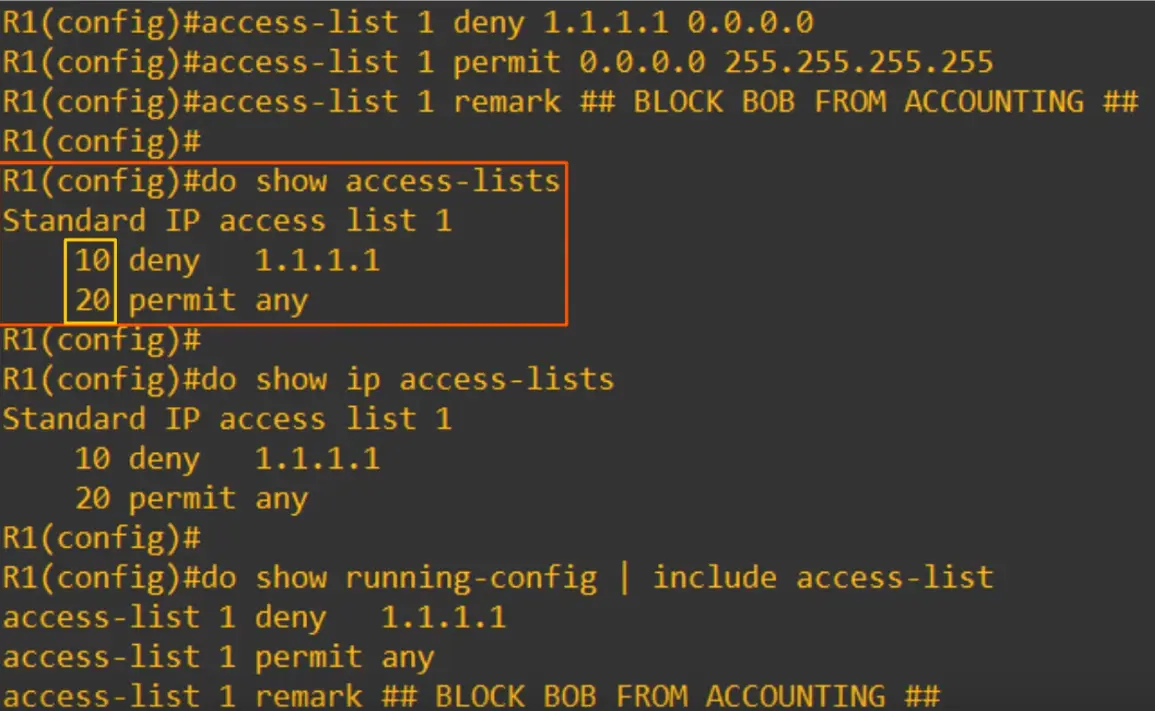 R1(config)#access-list 1 deny 1.1.1.1 0.0.0.0
R1(config)#access-list 1 permit 0.0.0.0 255.255.255.255
R1(config)#access-list 1 remark ## BLOCK BOB FROM ACCOUNTING ##
R1(config)#
R1(config)#do show access-lists
Standard IP access list 1
    10 deny   1.1.1.1
    20 permit any
R1(config)#
R1(config)#do show ip access-lists
Standard IP access list 1
    10 deny   1.1.1.1
    20 permit any
R1(config)#
R1(config)#do show running-config | include access-list
access-list 1 deny   1.1.1.1
access-list 1 permit any
access-list 1 remark ## BLOCK BOB FROM ACCOUNTING ##